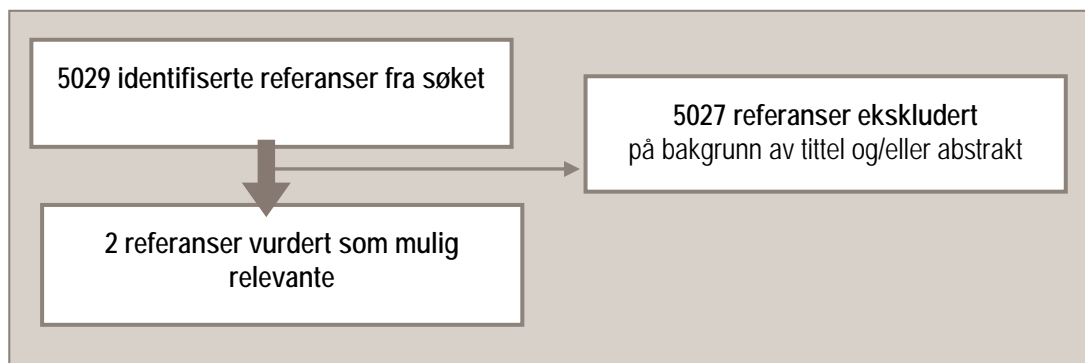 5029 identifiserte referanser fra søket
5027 referanser ekskludert
på bakgrunn av tittel og/eller abstrakt
2 referanser vurdert som mulig
relevante